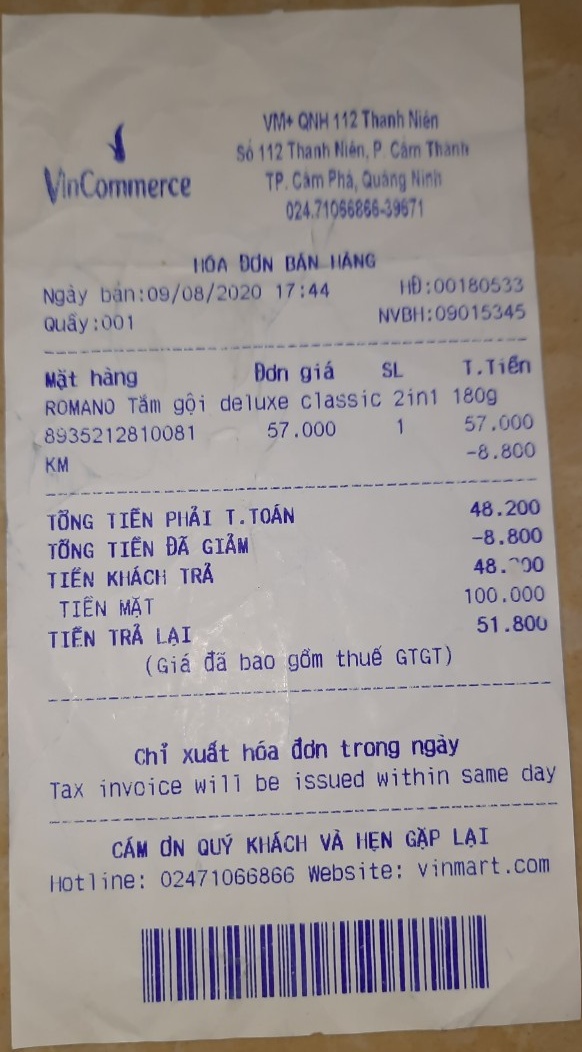 VinCommerce
VM+ QNH 112 Thanh Niên
Số 112 Thanh Niên, P. Cẩm Thành
TP. Cẩm Phả, Quảng Ninh
024.71066866-39671
HÓA ĐƠN BÁN HÀNG
Ngày bán:09/08/2020 17:44 HĐ:00180533
Quầy:001 NVBH:09015345
Mặt hàng Đơn giá SL T.Tiền
ROMANO Tắm gội deluxe classic 2in1 180g
8935212810081 57.000 1 57.000
KM -8.800
TỔNG TIỀN PHẢI T.TOÁN 48.200
TỔNG TIỀN ĐÃ GIẢM -8.800
TIỀN KHÁCH TRẢ 48.200
TIỀN MẶT 100.000
TIỀN TRẢ LẠI 51.800
(Giá đã bao gồm thuế GTGT)
Chỉ xuất hóa đơn trong ngày
Tax invoice will be issued within same day
CẢM ƠN QUÝ KHÁCH VÀ HẸN GẶP LẠI
Hotline: 02471066866 Website: vinmart.com